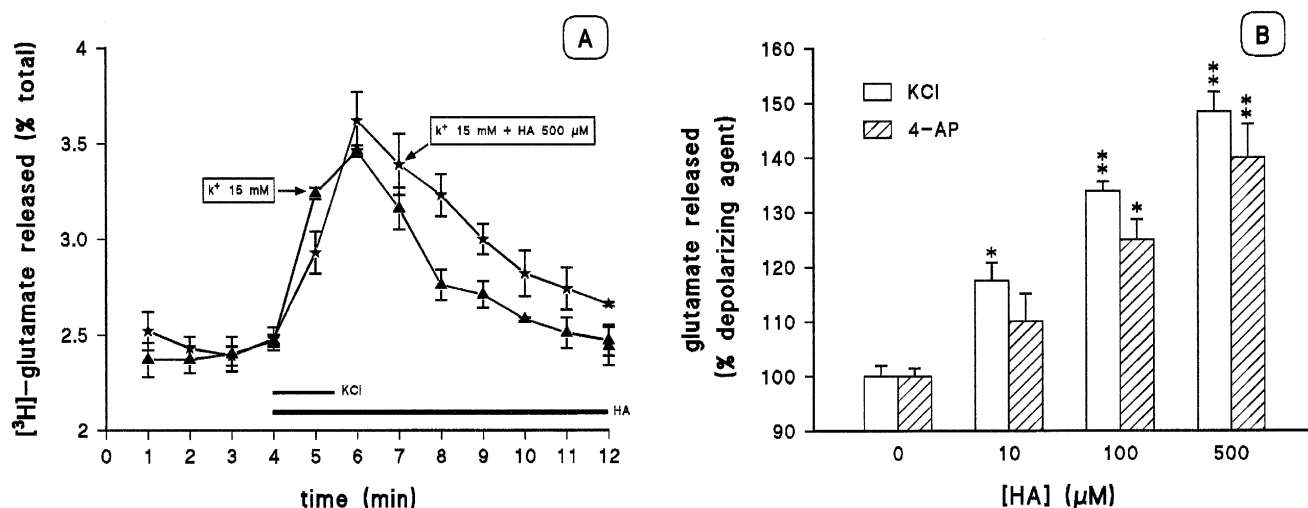 A
[³H]-glutamate released (% total)
4
3.5
3.0
2.5
2
k⁺ 15 mM + HA 500 µM
k⁺ 15 mM
KCl
HA
0 1 2 3 4 5 6 7 8 9 10 11 12
time (min)
B
glutamate released
(% depolarizing agent)
160
150
140
130
120
110
100
90
KCl
4-AP
*
**
*
**
**
0 10 100 500
[HA] (µM)